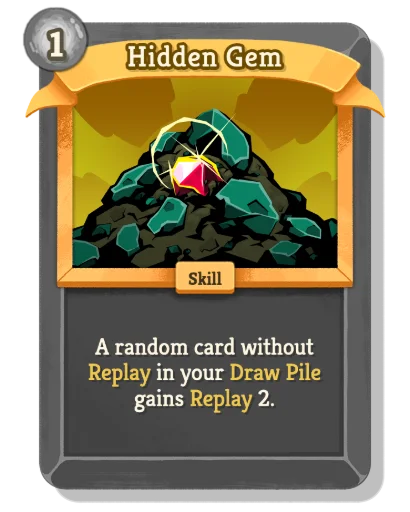 1
Hidden Gem
Skill
A random card without
Replay in your Draw Pile
gains Replay 2.